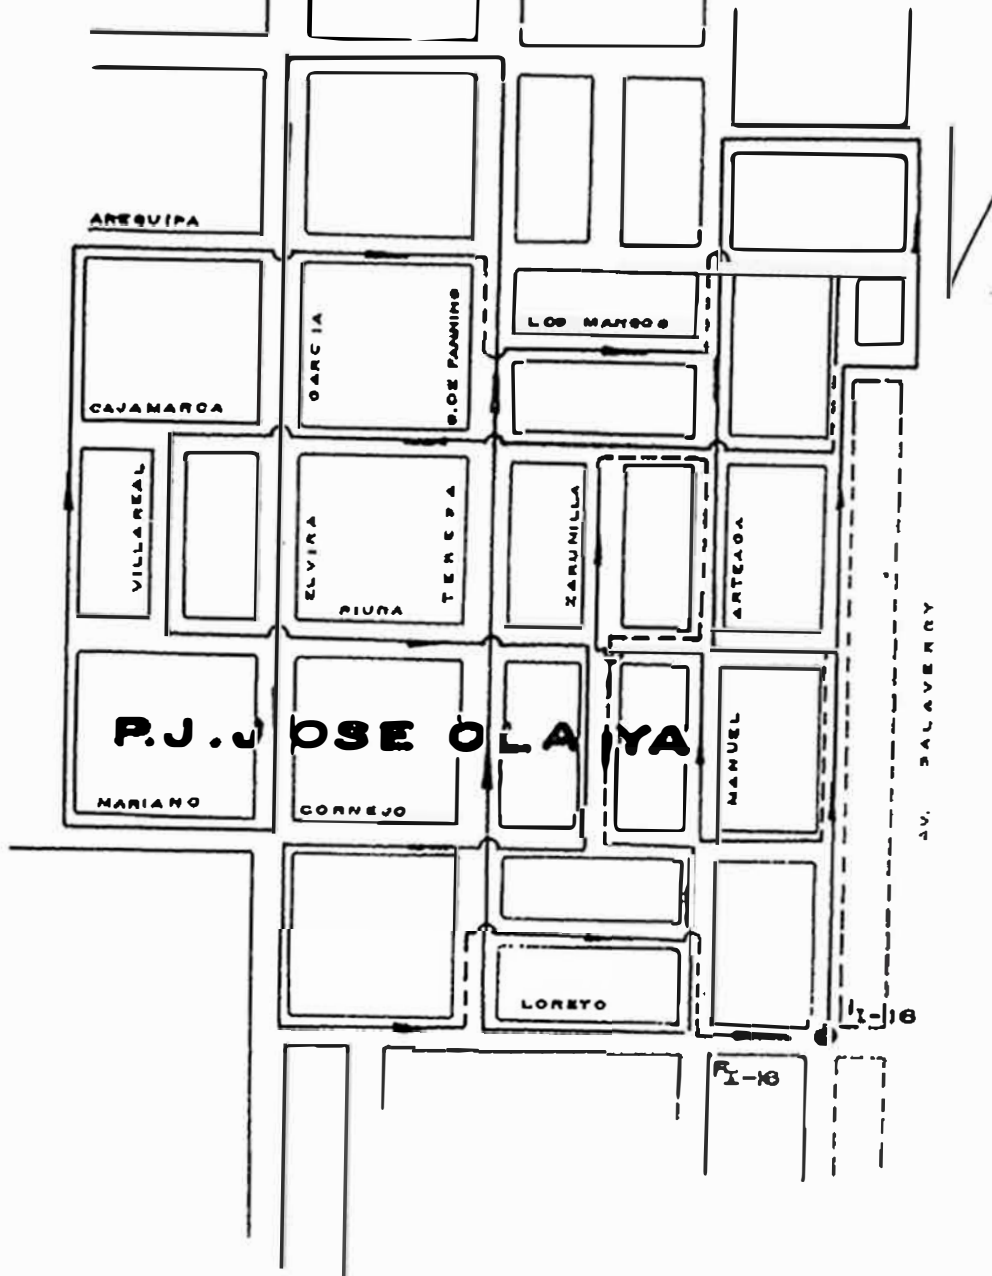 AREQUIPA
GARCIA
G.DE FANNING
LOS MANGOS
CAJAMARCA
VILLAREAL
ELVIRA
TERESA
ZARUMILLA
ARTEAGA
PIURA
AV. SALAVERRY
P.J. JOSE OLAYA
MANUEL
MARIANO
CORNEJO
LORETO
I-16
FI-16